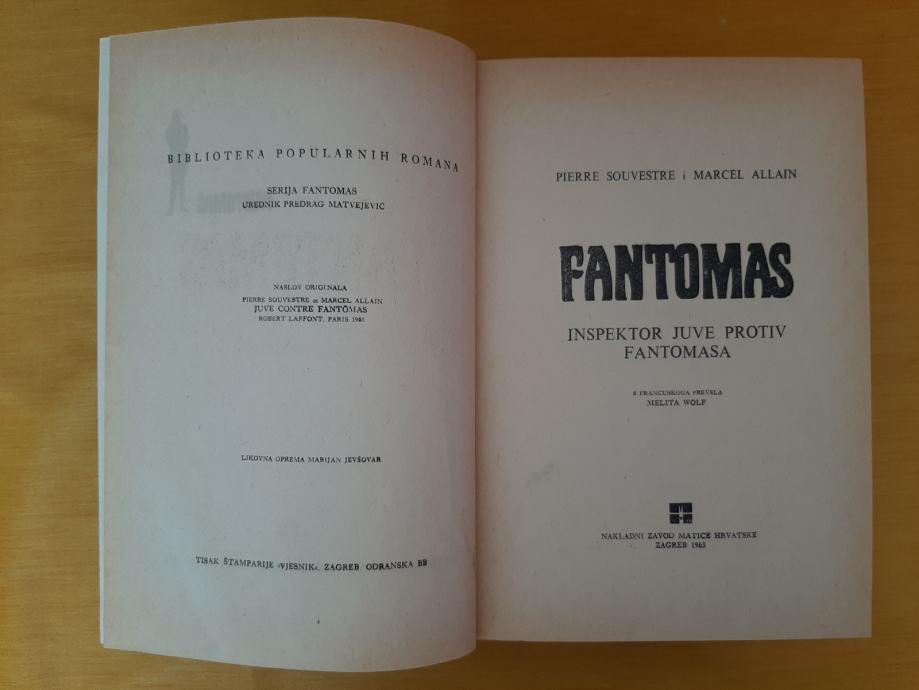 BIBLIOTEKA POPULARNIH ROMANA
SERIJA FANTOMAS
UREDNIK PREDRAG MATVEJEVIĆ
NASLOV ORIGINALA
PIERRE SOUVESTRE et MARCEL ALLAIN
JUVE CONTRE FANTÔMAS
ROBERT LAFFONT, PARIS 1961
LIKOVNA OPREMA MARIJAN JEVŠOVAR
TISAK ŠTAMPARIJE »VJESNIK«, ZAGREB, ODRANSKA BB
PIERRE SOUVESTRE i MARCEL ALLAIN
FANTOMAS
INSPEKTOR JUVE PROTIV
FANTOMASA
S FRANCUSKOGA PREVELA
MELITA WOLF
NAKLADNI ZAVOD MATICE HRVATSKE
ZAGREB 1965